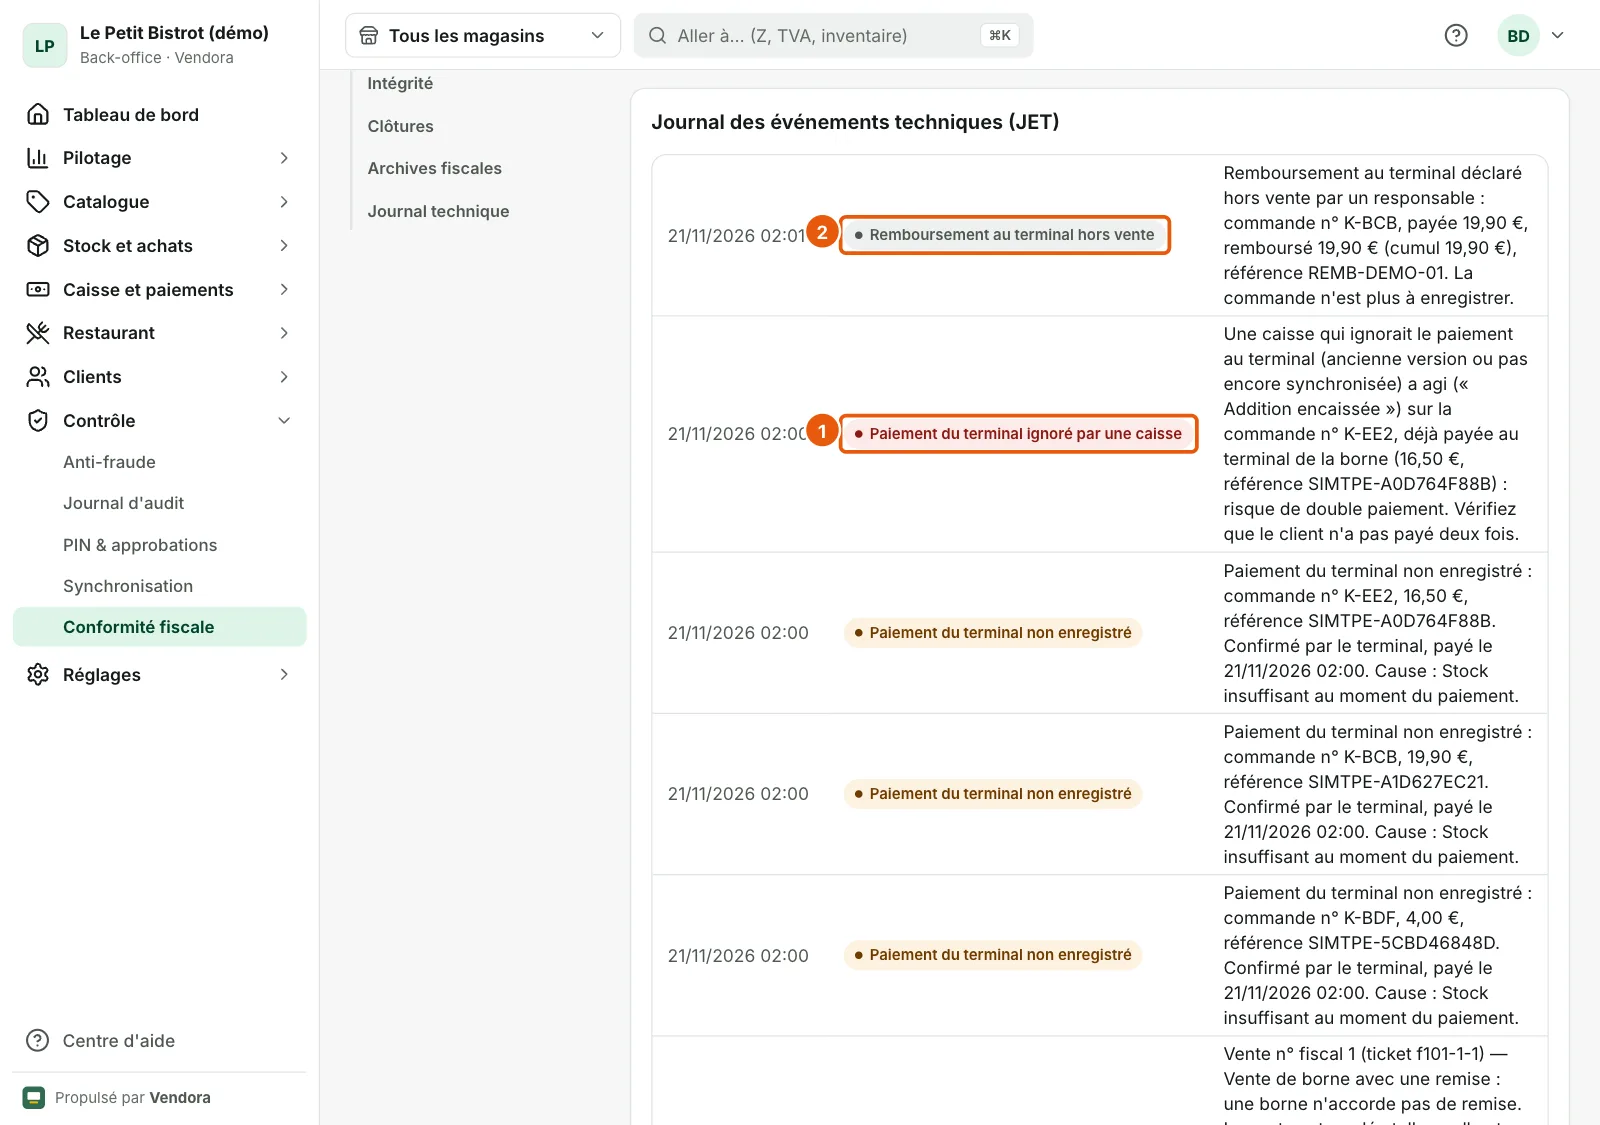 LP
Le Petit Bistrot (démo)
Back-office · Vendora
Tous les magasins
Aller à... (Z, TVA, inventaire)
⌘K
BD
Tableau de bord
Pilotage
Catalogue
Stock et achats
Caisse et paiements
Restaurant
Clients
Contrôle
Anti-fraude
Journal d'audit
PIN & approbations
Synchronisation
Conformité fiscale
Réglages
Centre d'aide
Propulsé par Vendora
Intégrité
Clôtures
Archives fiscales
Journal technique
Journal des événements techniques (JET)
21/11/2026 02:01
2
Remboursement au terminal hors vente
Remboursement au terminal déclaré
hors vente par un responsable :
commande n° K-BCB, payée 19,90 €,
remboursé 19,90 € (cumul 19,90 €),
référence REMB-DEMO-01. La
commande n'est plus à enregistrer.
21/11/2026 02:00
1
Paiement du terminal ignoré par une caisse
Une caisse qui ignorait le paiement
au terminal (ancienne version ou pas
encore synchronisée) a agi («
Addition encaissée ») sur la
commande n° K-EE2, déjà payée au
terminal de la borne (16,50 €,
référence SIMTPE-A0D764F88B) :
risque de double paiement. Vérifiez
que le client n'a pas payé deux fois.
21/11/2026 02:00
Paiement du terminal non enregistré
Paiement du terminal non enregistré :
commande n° K-EE2, 16,50 €,
référence SIMTPE-A0D764F88B.
Confirmé par le terminal, payé le
21/11/2026 02:00. Cause : Stock
insuffisant au moment du paiement.
21/11/2026 02:00
Paiement du terminal non enregistré
Paiement du terminal non enregistré :
commande n° K-BCB, 19,90 €,
référence SIMTPE-A1D627EC21.
Confirmé par le terminal, payé le
21/11/2026 02:00. Cause : Stock
insuffisant au moment du paiement.
21/11/2026 02:00
Paiement du terminal non enregistré
Paiement du terminal non enregistré :
commande n° K-BDF, 4,00 €,
référence SIMTPE-5CBD46848D.
Confirmé par le terminal, payé le
21/11/2026 02:00. Cause : Stock
insuffisant au moment du paiement.
Vente n° fiscal 1 (ticket f101-1-1) —
Vente de borne avec une remise :
une borne n'accorde pas de remise.